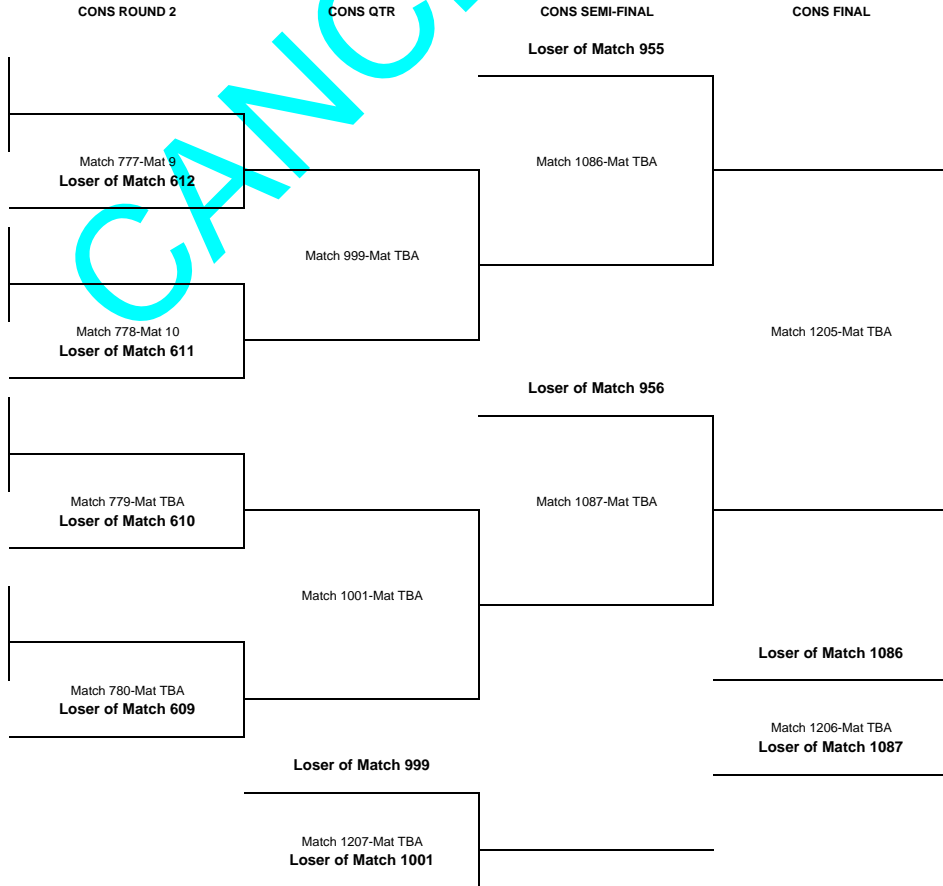 CONS ROUND 2 CONS QTR CONS SEMI-FINAL CONS FINAL
Loser of Match 955
Match 777-Mat 9
Loser of Match 612
Match 1086-Mat TBA
Match 999-Mat TBA
Match 778-Mat 10
Loser of Match 611
Match 1205-Mat TBA
Loser of Match 956
Match 779-Mat TBA
Loser of Match 610
Match 1087-Mat TBA
Match 1001-Mat TBA
Loser of Match 1086
Match 780-Mat TBA
Loser of Match 609
Match 1206-Mat TBA
Loser of Match 1087
Loser of Match 999
Match 1207-Mat TBA
Loser of Match 1001
CANC